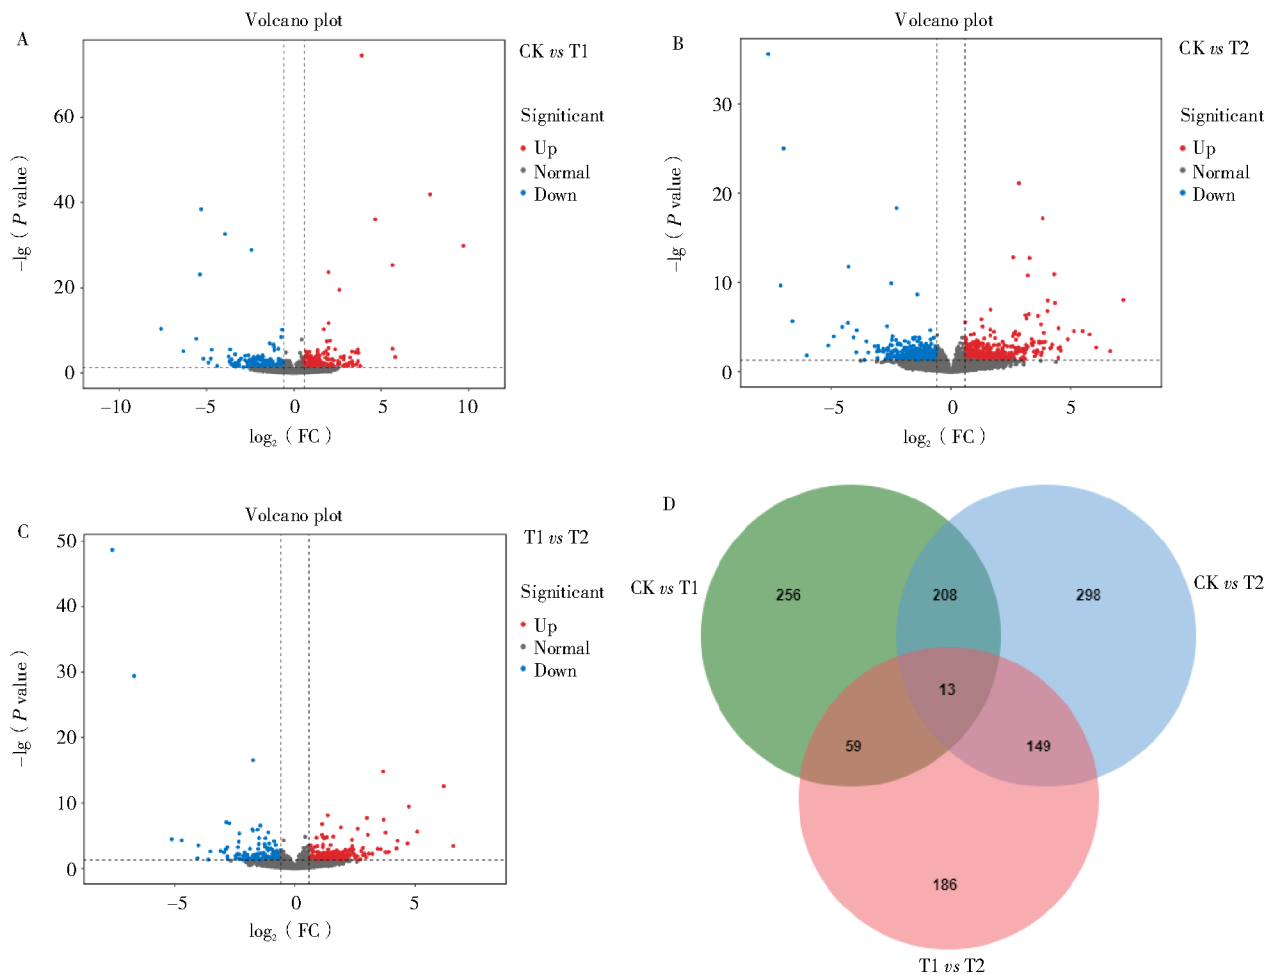 Volcano plot
A
CK vs T1
Signiticant
Up
Normal
Down
60
40
20
0
−lg ( P value )
−10
−5
0
5
10
log₂ ( FC )
Volcano plot
B
CK vs T2
Signiticant
Up
Normal
Down
30
20
10
0
−lg ( P value )
−5
0
5
log₂ ( FC )
Volcano plot
C
T1 vs T2
Significant
Up
Normal
Down
50
40
30
20
10
0
−lg ( P value )
−5
0
5
log₂ ( FC )
D
CK vs T1
CK vs T2
256
208
298
13
59
149
186
T1 vs T2